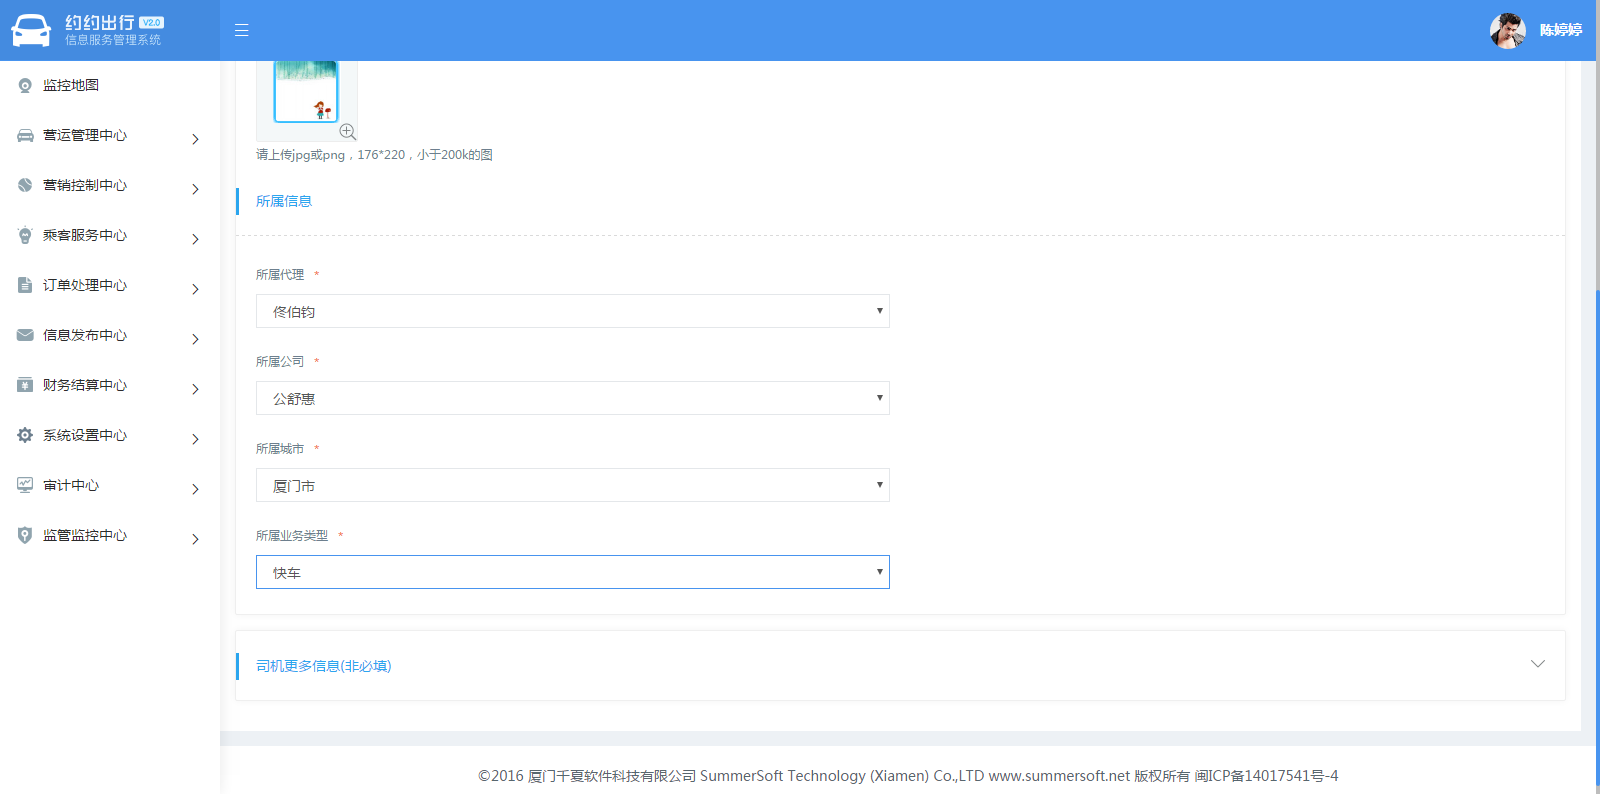 约约出行 V2.0
信息服务管理系统
陈婷婷
监控地图
营运管理中心
营销控制中心
乘客服务中心
订单处理中心
信息发布中心
财务结算中心
系统设置中心
审计中心
监管监控中心
请上传jpg或png，176*220，小于200k的图
所属信息
所属代理 *
佟伯钧
所属公司 *
公舒惠
所属城市 *
厦门市
所属业务类型 *
快车
司机更多信息(非必填)
©2016 厦门千夏软件科技有限公司 SummerSoft Technology (Xiamen) Co.,LTD www.summersoft.net 版权所有 闽ICP备14017541号-4